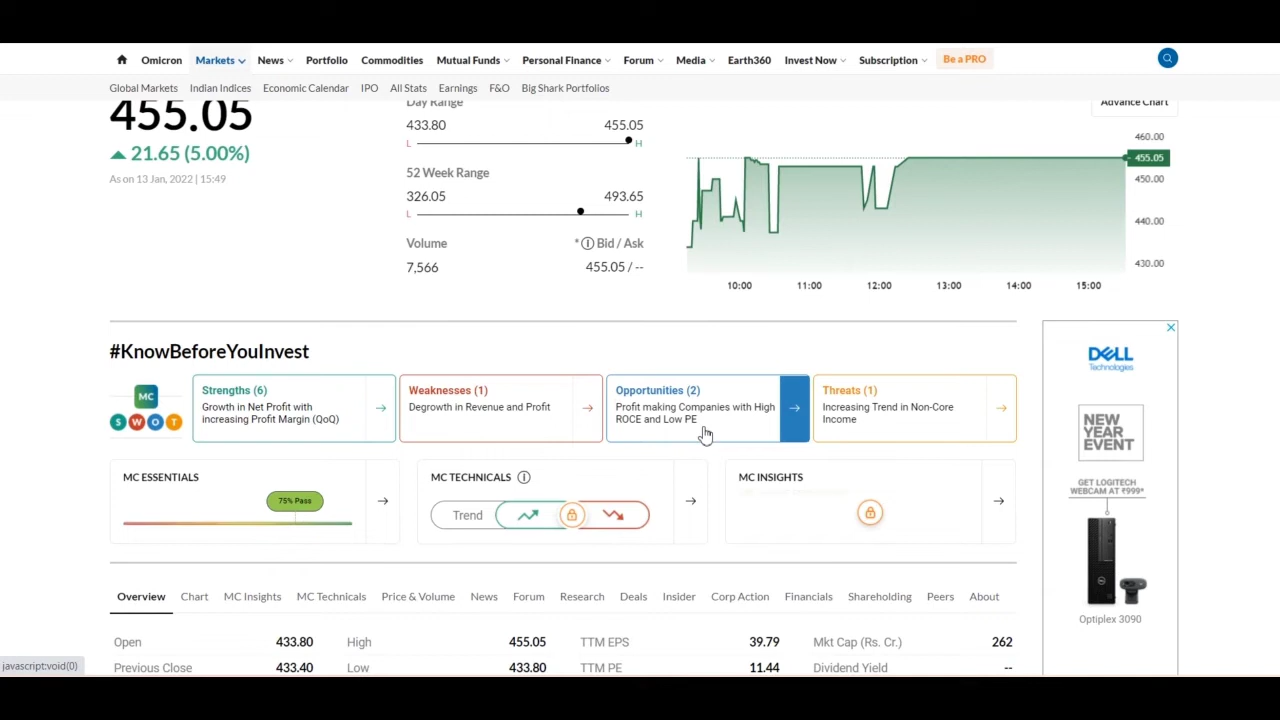 Omicron Markets News Portfolio Commodities Mutual Funds Personal Finance Forum Media Earth360 Invest Now Subscription Be a PRO
Global Markets Indian Indices Economic Calendar IPO All Stats Earnings F&O Big Shark Portfolios
455.05
21.65 (5.00%)
As on 13 Jan, 2022 | 15:49
Day Range
433.80 455.05
L H
52 Week Range
326.05 493.65
L H
Volume * i Bid / Ask
7,566 455.05 / --
Advance Chart
460.00
455.05
450.00
440.00
430.00
10:00 11:00 12:00 13:00 14:00 15:00
#KnowBeforeYouInvest
MC
S W O T
Strengths (6)
Growth in Net Profit with
increasing Profit Margin (QoQ)
Weaknesses (1)
Degrowth in Revenue and Profit
Opportunities (2)
Profit making Companies with High
ROCE and Low PE
Threats (1)
Increasing Trend in Non-Core
Income
MC ESSENTIALS
75% Pass
MC TECHNICALS i
Trend
MC INSIGHTS
DELL
Technologies
NEW
YEAR
EVENT
GET LOGITECH
WEBCAM AT ₹999*
Optiplex 3090
Overview Chart MC Insights MC Technicals Price & Volume News Forum Research Deals Insider Corp Action Financials Shareholding Peers About
Open 433.80 High 455.05 TTM EPS 39.79 Mkt Cap (Rs. Cr.) 262
Previous Close 433.40 Low 433.80 TTM PE 11.44 Dividend Yield --
javascript:void(0)